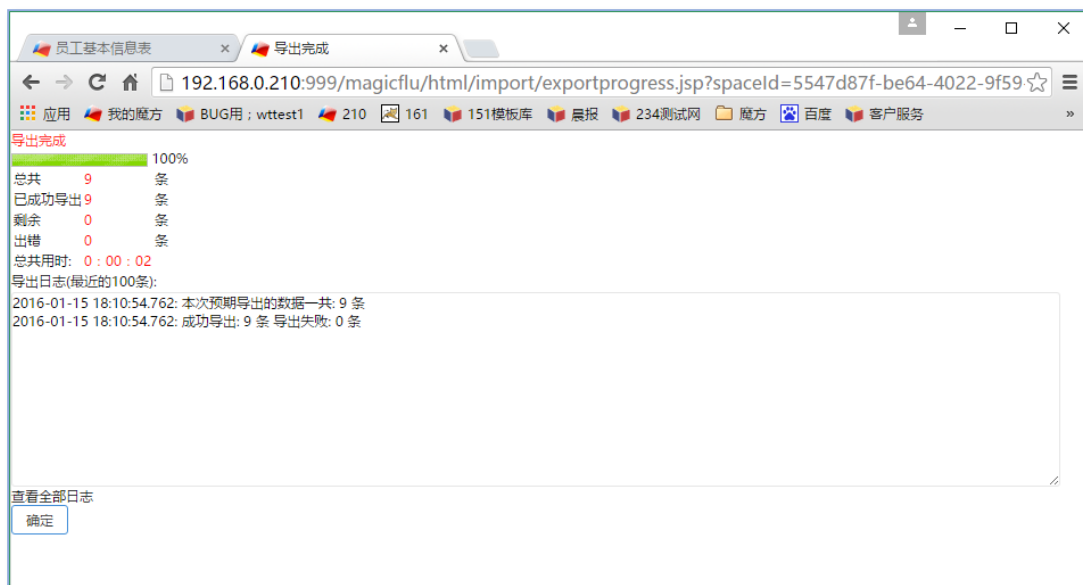 员工基本信息表
导出完成
192.168.0.210:999/magicflu/html/import/exportprogress.jsp?spaceId=5547d87f-be64-4022-9f59
应用 我的魔方 BUG用；wttest1 210 161 151模板库 晨报 234测试网 魔方 百度 客户服务 »
导出完成
100%
总共 9 条
已成功导出 9 条
剩余 0 条
出错 0 条
总共用时: 0 : 00 : 02
导出日志(最近的100条):
2016-01-15 18:10:54.762: 本次预期导出的数据一共: 9 条
2016-01-15 18:10:54.762: 成功导出: 9 条 导出失败: 0 条
查看全部日志
确定